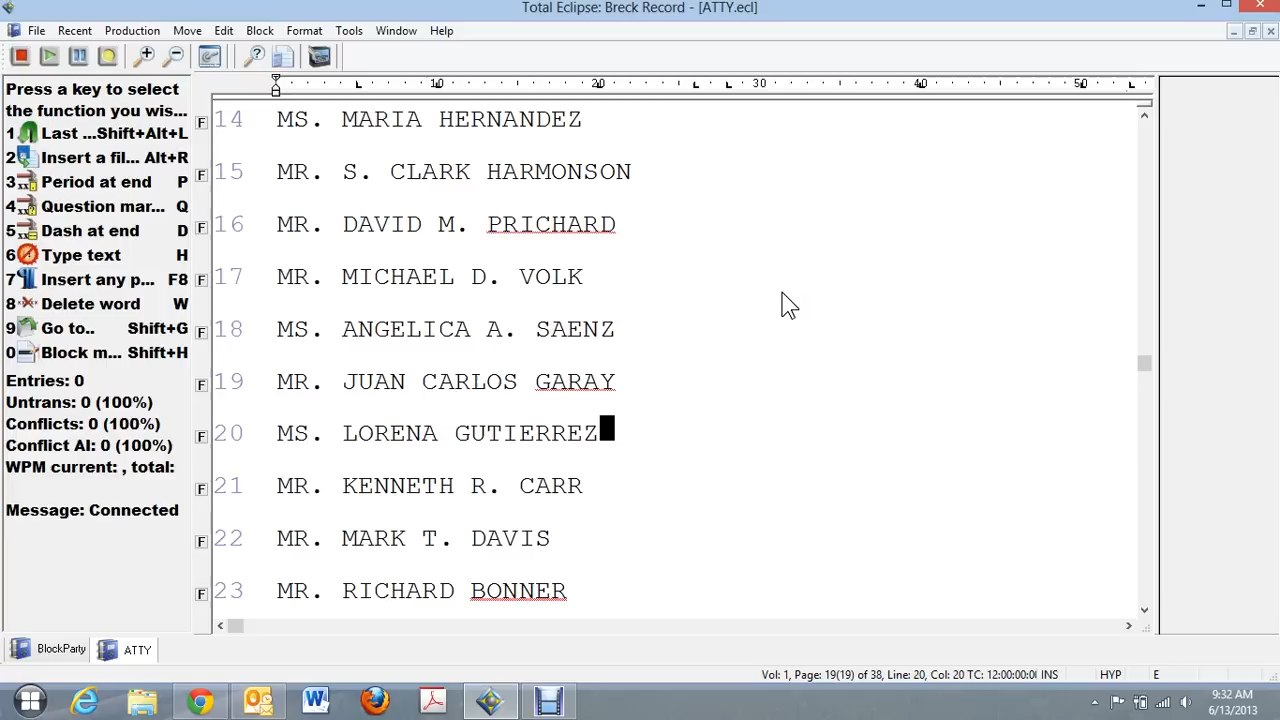 Total Eclipse: Breck Record - [ATTY.ecl]
File Recent Production Move Edit Block Format Tools Window Help
Press a key to select
the function you wis...
1 Last ...Shift+Alt+L
2 Insert a fil... Alt+R
3 Period at end P
4 Question mar... Q
5 Dash at end D
6 Type text H
7 Insert any p... F8
8 Delete word W
9 Go to.. Shift+G
0 Block m... Shift+H
Entries: 0
Untrans: 0 (100%)
Conflicts: 0 (100%)
Conflict AI: 0 (100%)
WPM current: , total:
Message: Connected
10 20 30 40 50
F 14 MS. MARIA HERNANDEZ
F 15 MR. S. CLARK HARMONSON
F 16 MR. DAVID M. PRICHARD
F 17 MR. MICHAEL D. VOLK
F 18 MS. ANGELICA A. SAENZ
F 19 MR. JUAN CARLOS GARAY
F 20 MS. LORENA GUTIERREZ
F 21 MR. KENNETH R. CARR
F 22 MR. MARK T. DAVIS
F 23 MR. RICHARD BONNER
BlockParty ATTY
Vol: 1, Page: 19(19) of 38, Line: 20, Col: 20 TC: 12:00:00:0 INS HYP E
9:32 AM
6/13/2013